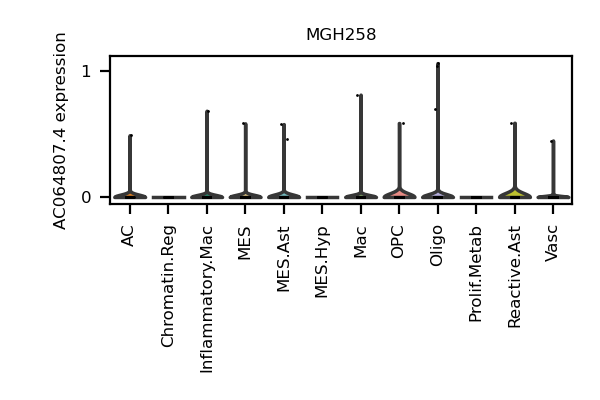 MGH258
AC064807.4 expression
1
0
AC
Chromatin.Reg
Inflammatory.Mac
MES
MES.Ast
MES.Hyp
Mac
OPC
Oligo
Prolif.Metab
Reactive.Ast
Vasc